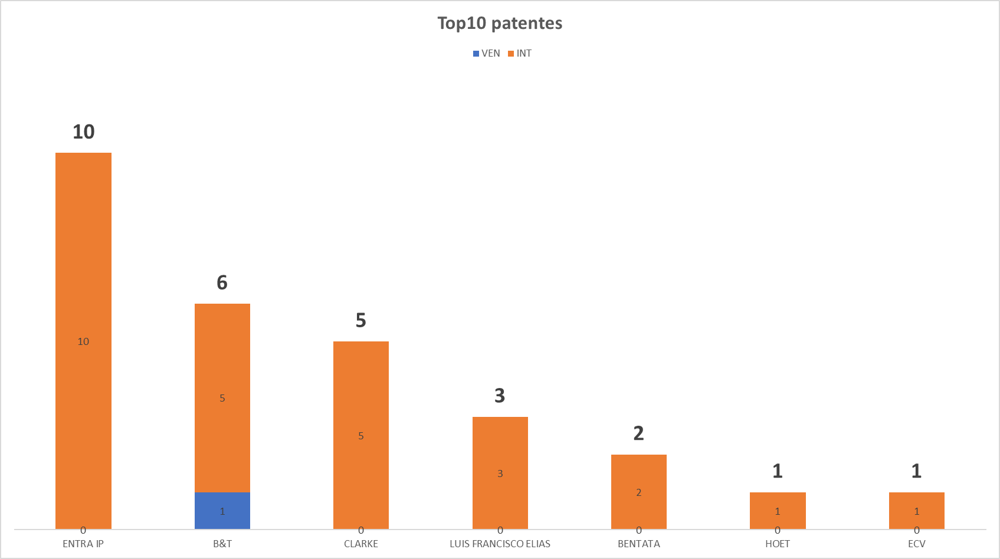 Top10 patentes
VEN INT
10
6
5
3
2
1
1
10
5
5
3
2
1
1
0
1
0
0
0
0
0
ENTRA IP
B&T
CLARKE
LUIS FRANCISCO ELIAS
BENTATA
HOET
ECV